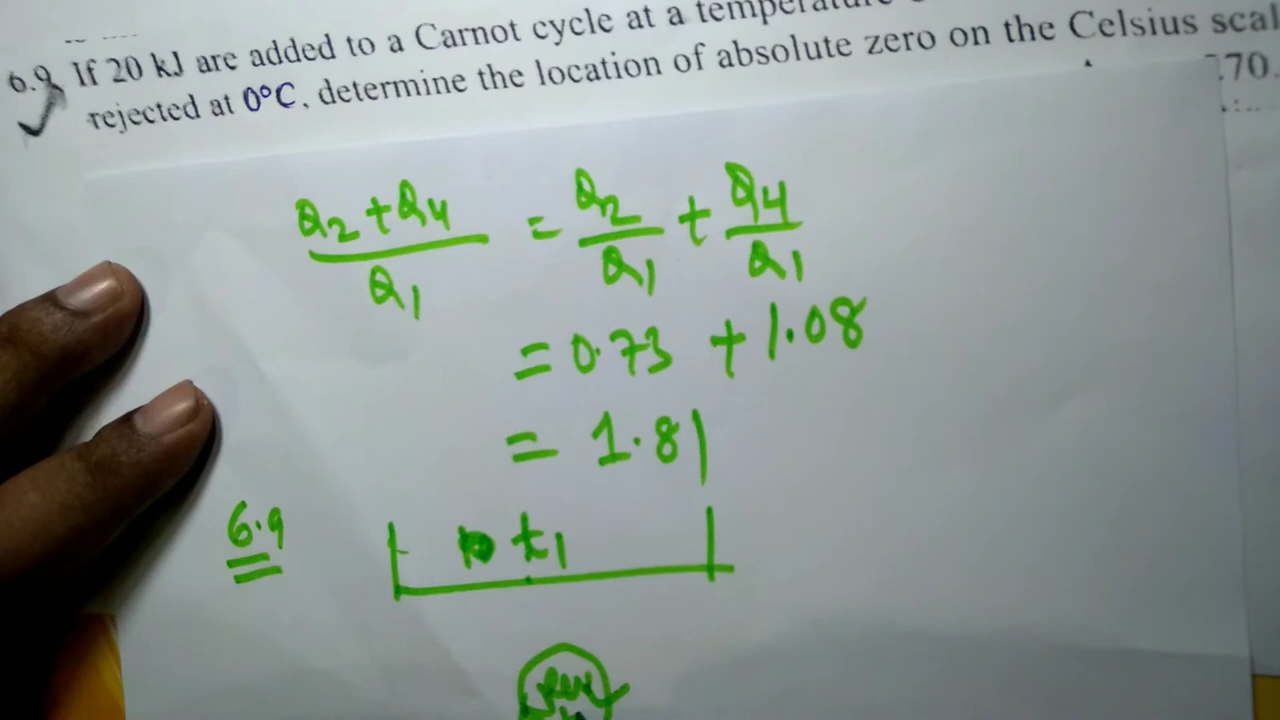 6.9 If 20 kJ are added to a Carnot cycle at a temperature
rejected at 0°C, determine the location of absolute zero on the Celsius scal
70.
Q2 + Q4 / Q1 = Q2 / Q1 + Q4 / Q1
= 0.73 + 1.08
= 1.81
6.9
t1